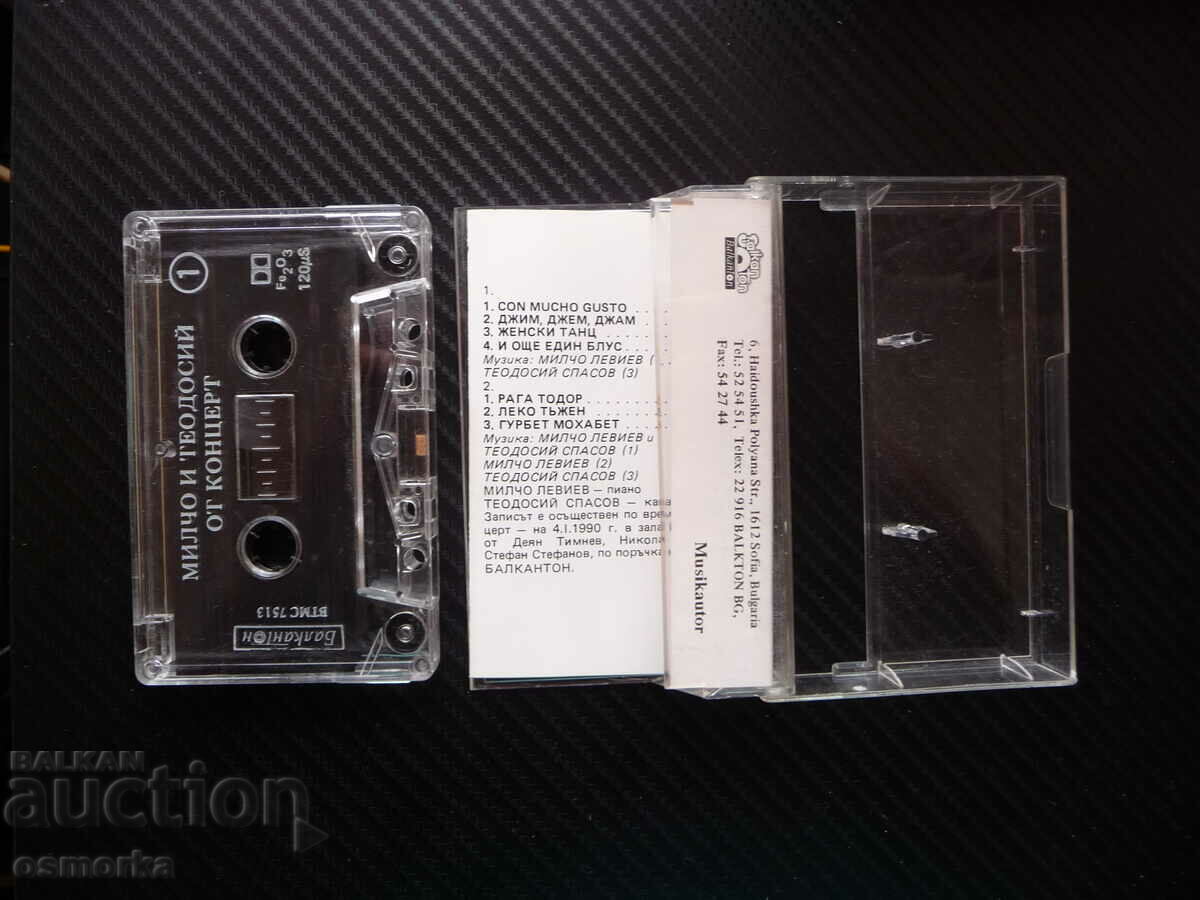 1
Fe2O3
120µS
МИЛЧО И ТЕОДОСИЙ
ОТ КОНЦЕРТ
Балкантон
ВТМС 7513
1.
1. CON MUCHO GUSTO ....
2. ДЖИМ, ДЖЕМ, ДЖАМ
3. ЖЕНСКИ ТАНЦ ......
4. И ОЩЕ ЕДИН БЛУС....
Музика: МИЛЧО ЛЕВИЕВ (
ТЕОДОСИЙ СПАСОВ (3)
2.
1. РАГА ТОДОР .........
2. ЛЕКО ТЪЖЕН ........
3. ГУРБЕТ МОХАБЕТ ....
Музика: МИЛЧО ЛЕВИЕВ и
ТЕОДОСИЙ СПАСОВ (1)
МИЛЧО ЛЕВИЕВ (2)
ТЕОДОСИЙ СПАСОВ (3)
МИЛЧО ЛЕВИЕВ – пиано
ТЕОДОСИЙ СПАСОВ – кава
Записът е осъществен по врем
церт – на 4.I.1990 г. в зала
от Деян Тимнев, Никола
Стефан Стефанов, по поръчка
БАЛКАНТОН.
Balkanton
Balkanton
6, Haidoushka Polyana Str., 1612 Sofia, Bulgaria
Tel.: 52 54 51, Telex: 22 916 BALKTON BG,
Fax: 54 27 44
Musikautor
BALKAN
auction
osmorka